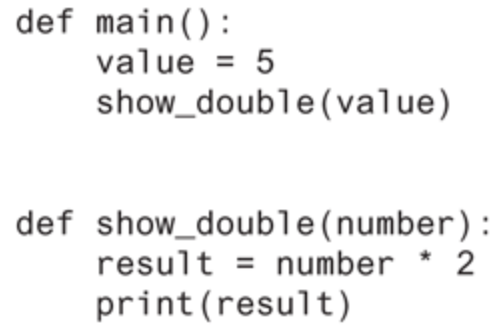 def main():
    value = 5
    show_double(value)
def show_double(number):
    result = number * 2
    print(result)